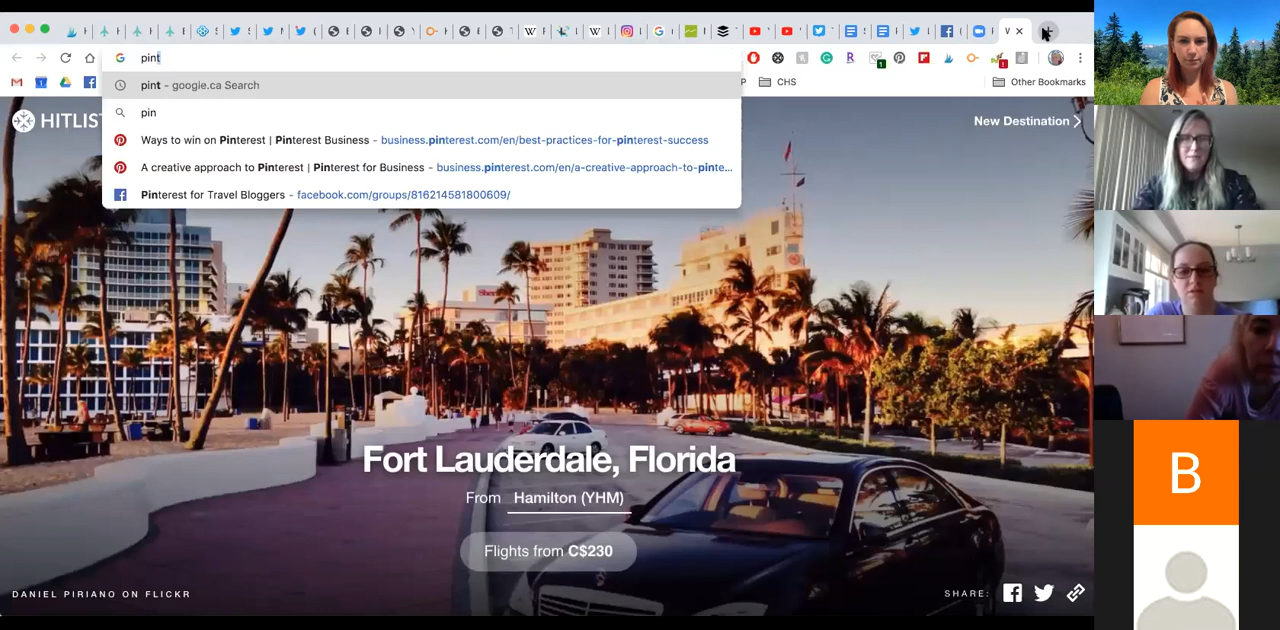 pint
pint - google.ca Search
pin
Ways to win on Pinterest | Pinterest Business - business.pinterest.com/en/best-practices-for-pinterest-success
A creative approach to Pinterest | Pinterest for Business - business.pinterest.com/en/a-creative-approach-to-pinte...
Pinterest for Travel Bloggers - facebook.com/groups/816214581800609/
CHS
Other Bookmarks
HITLIS
New Destination
Fort Lauderdale, Florida
From Hamilton (YHM)
Flights from C$230
DANIEL PIRIANO ON FLICKR
SHARE:
B